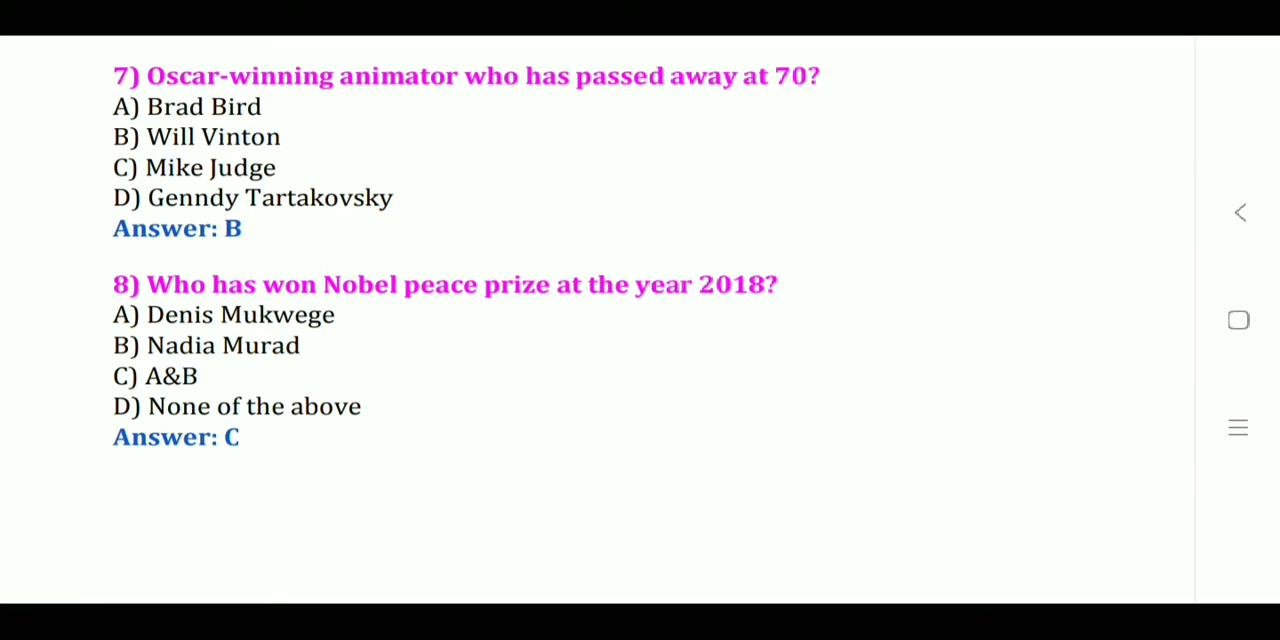 7) Oscar-winning animator who has passed away at 70?
A) Brad Bird
B) Will Vinton
C) Mike Judge
D) Genndy Tartakovsky
Answer: B
8) Who has won Nobel peace prize at the year 2018?
A) Denis Mukwege
B) Nadia Murad
C) A&B
D) None of the above
Answer: C